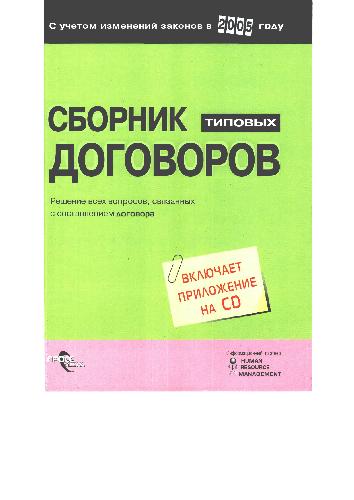 С учетом изменений законов в 2005 году
СБОРНИК ТИПОВЫХ
ДОГОВОРОВ
Решение всех вопросов, связанных
с составлением договора
ВКЛЮЧАЕТ
ПРИЛОЖЕНИЕ
НА CD
HUMAN
RESOURCE
MANAGEMENT